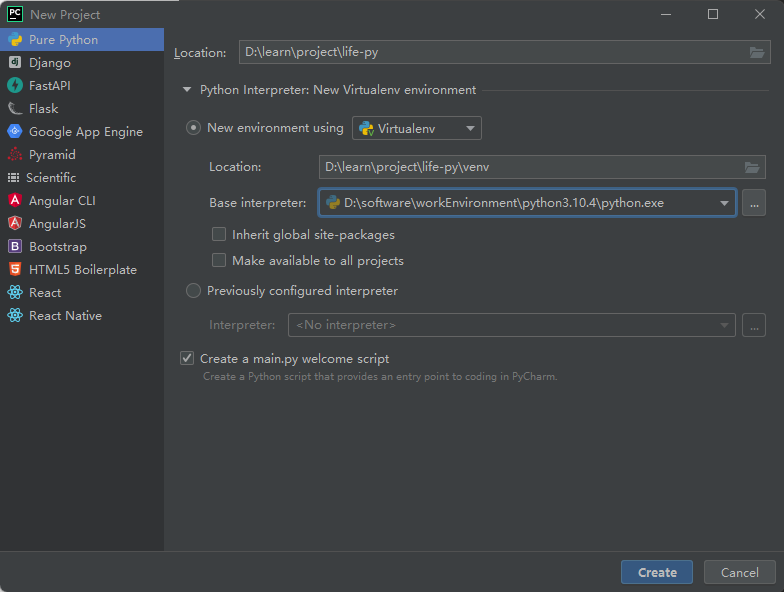 PC New Project
Pure Python
dj Django
FastAPI
Flask
Google App Engine
Pyramid
Scientific
A Angular CLI
A AngularJS
B Bootstrap
5 HTML5 Boilerplate
React
React Native
Location: D:\learn\project\life-py
Python Interpreter: New Virtualenv environment
New environment using Virtualenv
Location: D:\learn\project\life-py\venv
Base interpreter: D:\software\workEnvironment\python3.10.4\python.exe ...
Inherit global site-packages
Make available to all projects
Previously configured interpreter
Interpreter: <No interpreter> ...
Create a main.py welcome script
Create a Python script that provides an entry point to coding in PyCharm.
Create Cancel